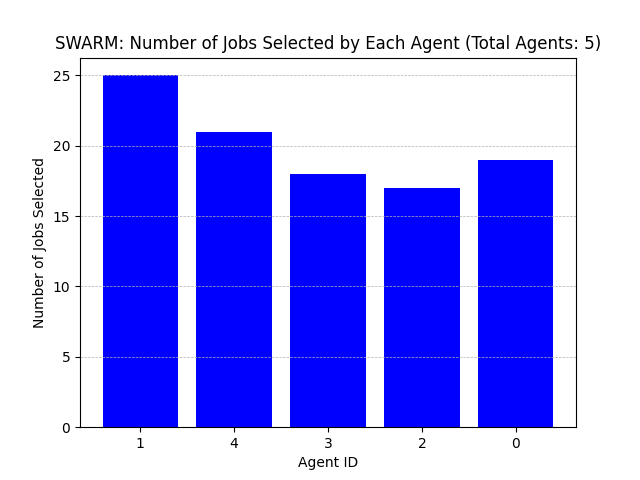 SWARM: Number of Jobs Selected by Each Agent (Total Agents: 5)
25
20
15
10
5
0
Number of Jobs Selected
1 4 3 2 0
Agent ID